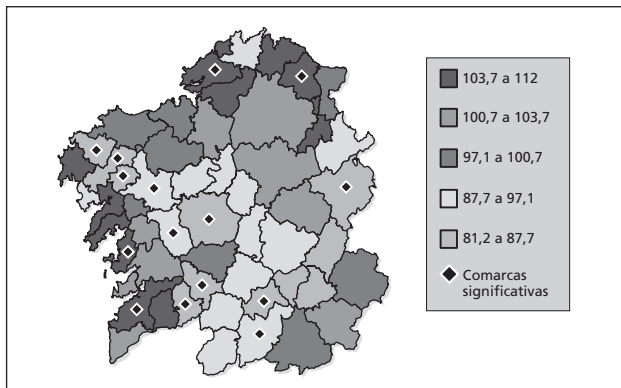 103,7 a 112
100,7 a 103,7
97,1 a 100,7
87,7 a 97,1
81,2 a 87,7
Comarcas
significativas